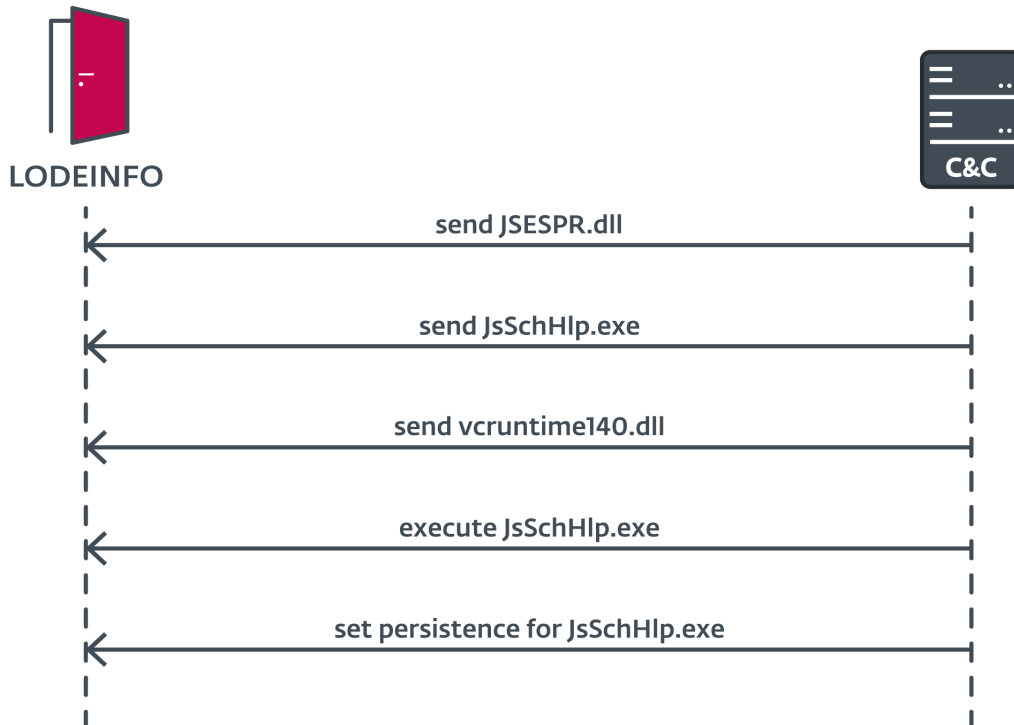 LODEINFO
C&C
send JSESPR.dll
send JsSchHlp.exe
send vcruntime140.dll
execute JsSchHlp.exe
set persistence for JsSchHlp.exe